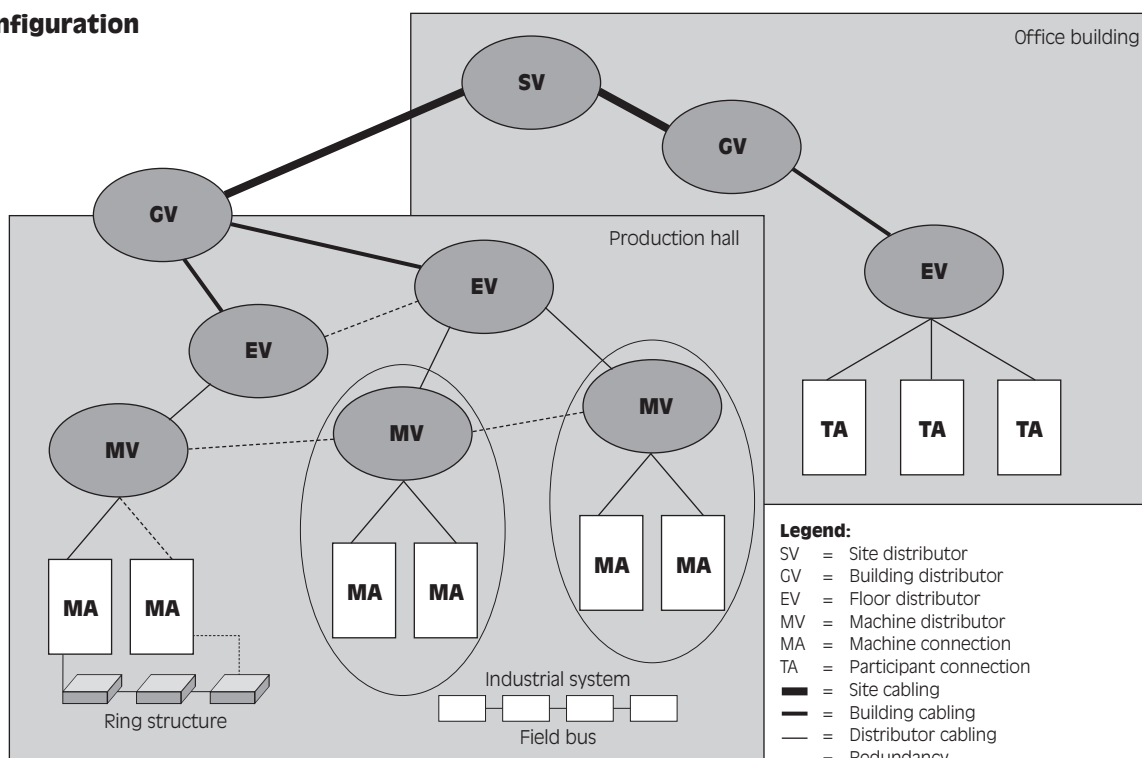 nfiguration
Office building
SV
GV
GV
Production hall
EV
EV
EV
MV
MV
MV
TA TA TA
MA MA
MA MA
MA MA
Ring structure
Industrial system
Field bus
Legend:
SV = Site distributor
GV = Building distributor
EV = Floor distributor
MV = Machine distributor
MA = Machine connection
TA = Participant connection
= Site cabling
= Building cabling
= Distributor cabling
= Redundancy